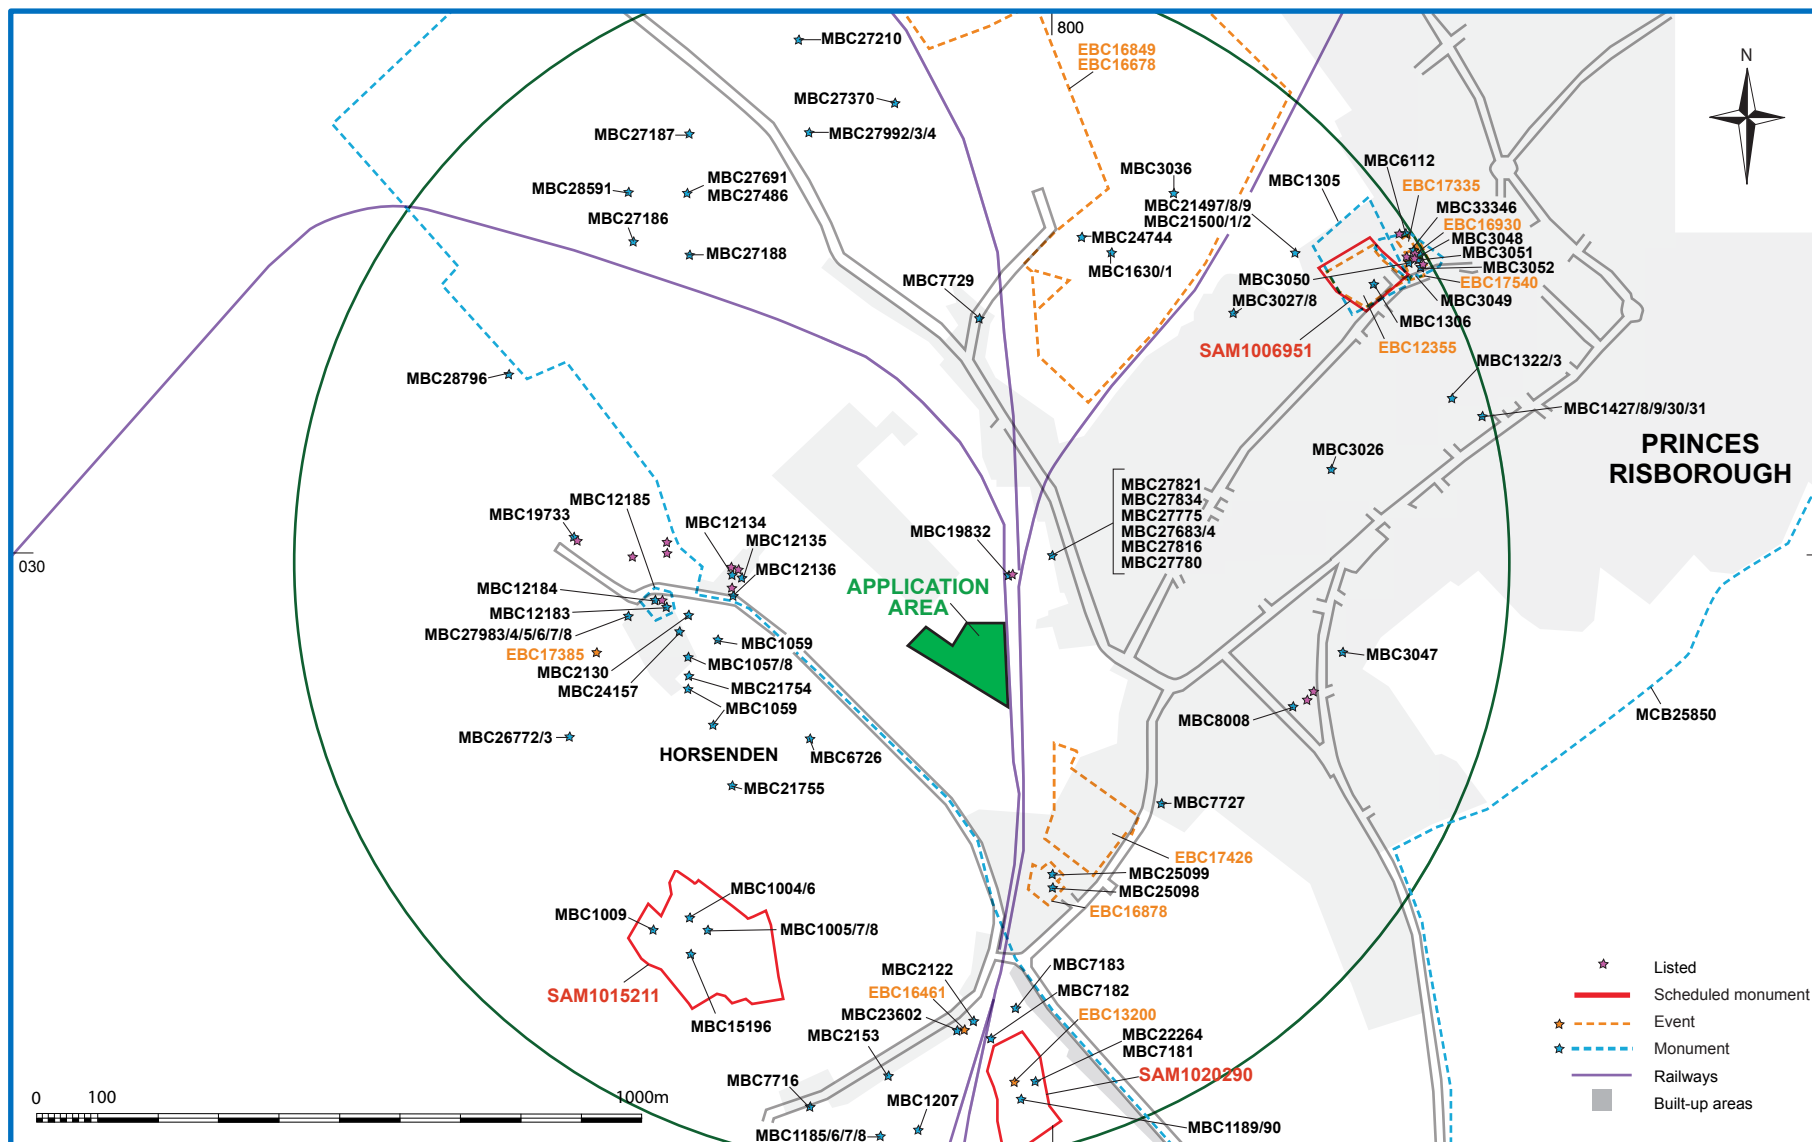 800
MBC27210
EBC16849
EBC16678
N
MBC27370
MBC27187
MBC27992/3/4
MBC3036
MBC6112
MBC28591
MBC27691
MBC27486
MBC1305
EBC17335
MBC21497/8/9
MBC21500/1/2
MBC33346
EBC16930
MBC27186
MBC24744
MBC3048
MBC3051
MBC3052
MBC27188
MBC1630/1
MBC3050
EBC17540
MBC7729
MBC3027/8
MBC3049
MBC1306
SAM1006951
EBC12355
MBC1322/3
MBC28796
MBC1427/8/9/30/31
PRINCES
RISBOROUGH
MBC3026
MBC27821
MBC27834
MBC27775
MBC27683/4
MBC27816
MBC27780
MBC12185
MBC19733
MBC12134
MBC12135
MBC12136
MBC19832
030
APPLICATION
AREA
MBC12184
MBC12183
MBC27983/4/5/6/7/8
EBC17385
MBC2130
MBC24157
MBC1059
MBC1057/8
MBC21754
MBC1059
MBC3047
MBC8008
MCB25850
MBC26772/3
HORSENDEN
MBC6726
MBC21755
MBC7727
EBC17426
MBC25099
MBC25098
EBC16878
MBC1004/6
MBC1009
MBC1005/7/8
SAM1015211
MBC15196
MBC2122
EBC16461
MBC23602
MBC2153
MBC7183
MBC7182
EBC13200
MBC22264
MBC7181
SAM1020290
MBC7716
MBC1207
MBC1185/6/7/8
MBC1189/90
0 100 1000m
Listed
Scheduled monument
Event
Monument
Railways
Built-up areas